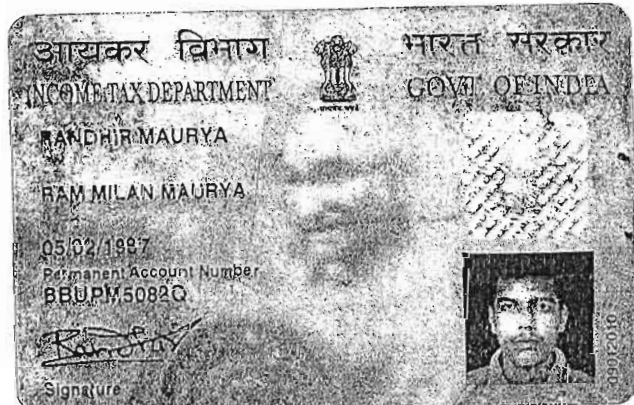 आयकर विभाग
INCOME TAX DEPARTMENT
भारत सरकार
GOVT. OF INDIA
RANDHIR MAURYA
RAM MILAN MAURYA
05/02/1987
Permanent Account Number
BBUPM5082Q
Signature